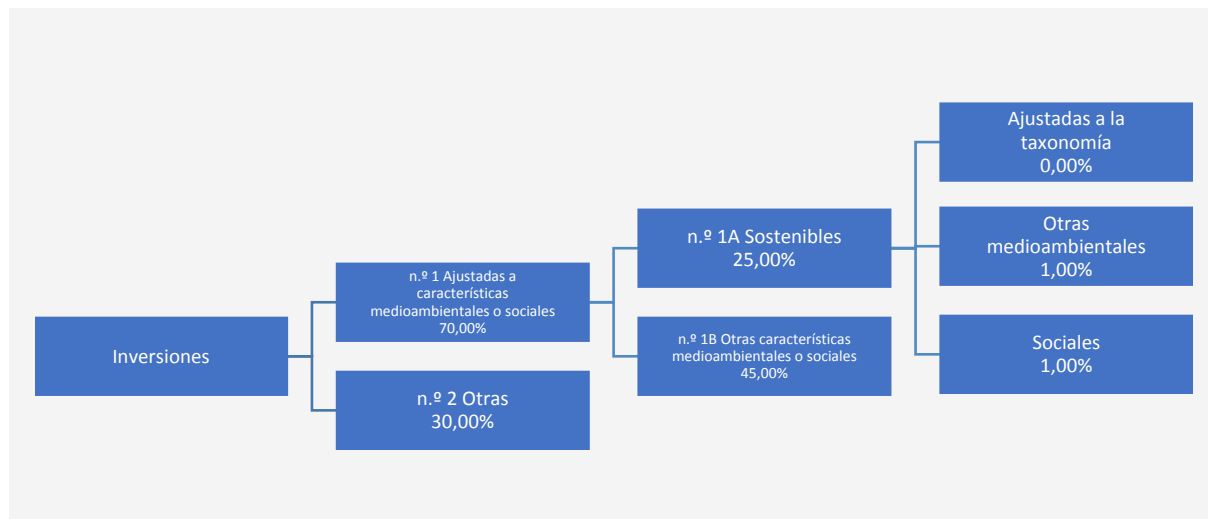 Inversiones
n.º 1 Ajustadas a
características
medioambientales o sociales
70,00%
n.º 2 Otras
30,00%
n.º 1A Sostenibles
25,00%
n.º 1B Otras características
medioambientales o sociales
45,00%
Ajustadas a la
taxonomía
0,00%
Otras
medioambientales
1,00%
Sociales
1,00%